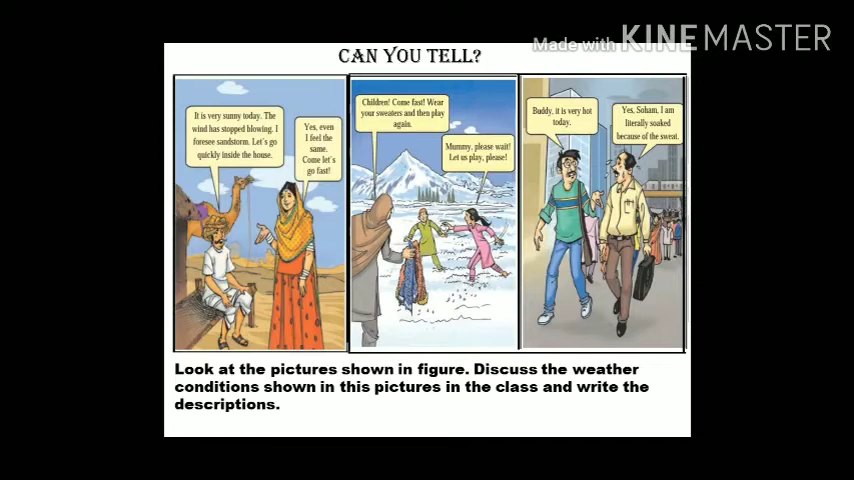 Made with KINEMASTER
CAN YOU TELL?
It is very sunny today. The
wind has stopped blowing. I
foresee sandstorm. Let's go
quickly inside the house.
Yes, even
I feel the
same.
Come let's
go fast!
Children! Come fast! Wear
your sweaters and then play
again.
Mummy, please wait!
Let us play, please!
Buddy, it is very hot
today.
Yes, Soham, I am
literally soaked
because of the sweat.
Look at the pictures shown in figure. Discuss the weather
conditions shown in this pictures in the class and write the
descriptions.